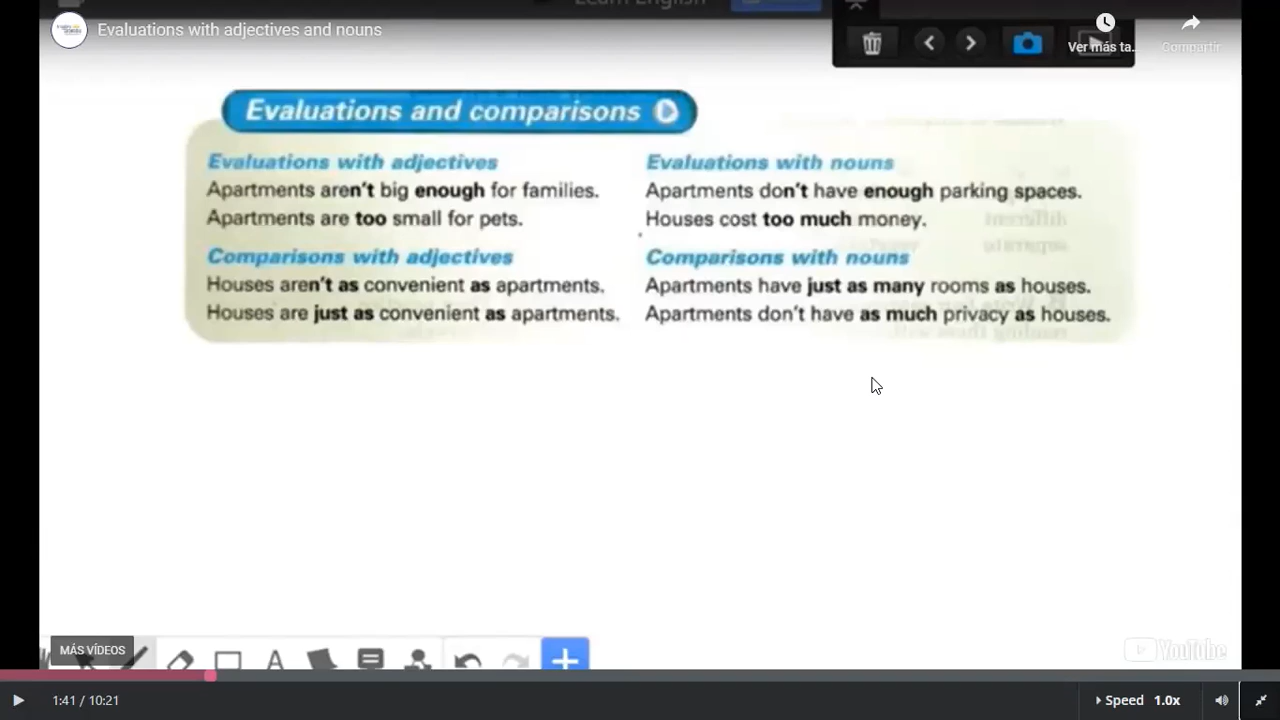 Learn English
Evaluations with adjectives and nouns
Ver más ta...
Compartir
Evaluations and comparisons
Evaluations with adjectives
Apartments aren't big enough for families.
Apartments are too small for pets.
Comparisons with adjectives
Houses aren't as convenient as apartments.
Houses are just as convenient as apartments.
Evaluations with nouns
Apartments don't have enough parking spaces.
Houses cost too much money.
Comparisons with nouns
Apartments have just as many rooms as houses.
Apartments don't have as much privacy as houses.
MÁS VÍDEOS
A
YouTube
1:41 / 10:21
Speed 1.0x